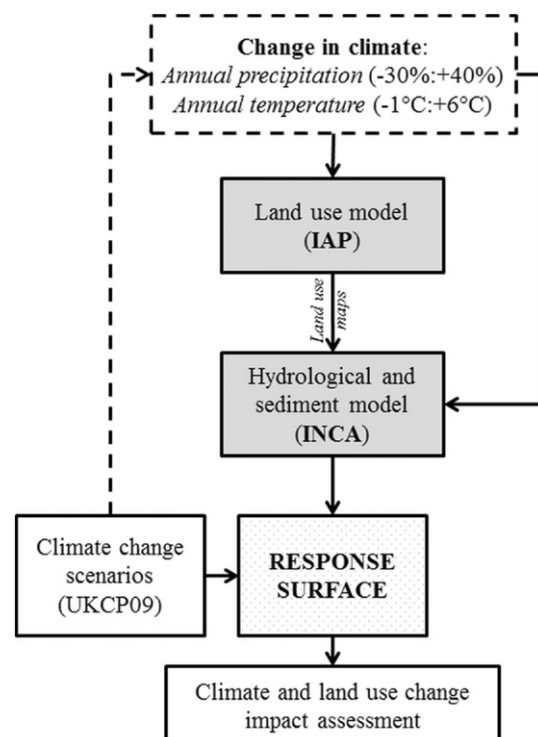 Change in climate:
Annual precipitation (-30%:+40%)
Annual temperature (-1°C:+6°C)
Land use model
(IAP)
Land use
maps
Hydrological and
sediment model
(INCA)
Climate change
scenarios
(UKCP09)
RESPONSE
SURFACE
Climate and land use change
impact assessment